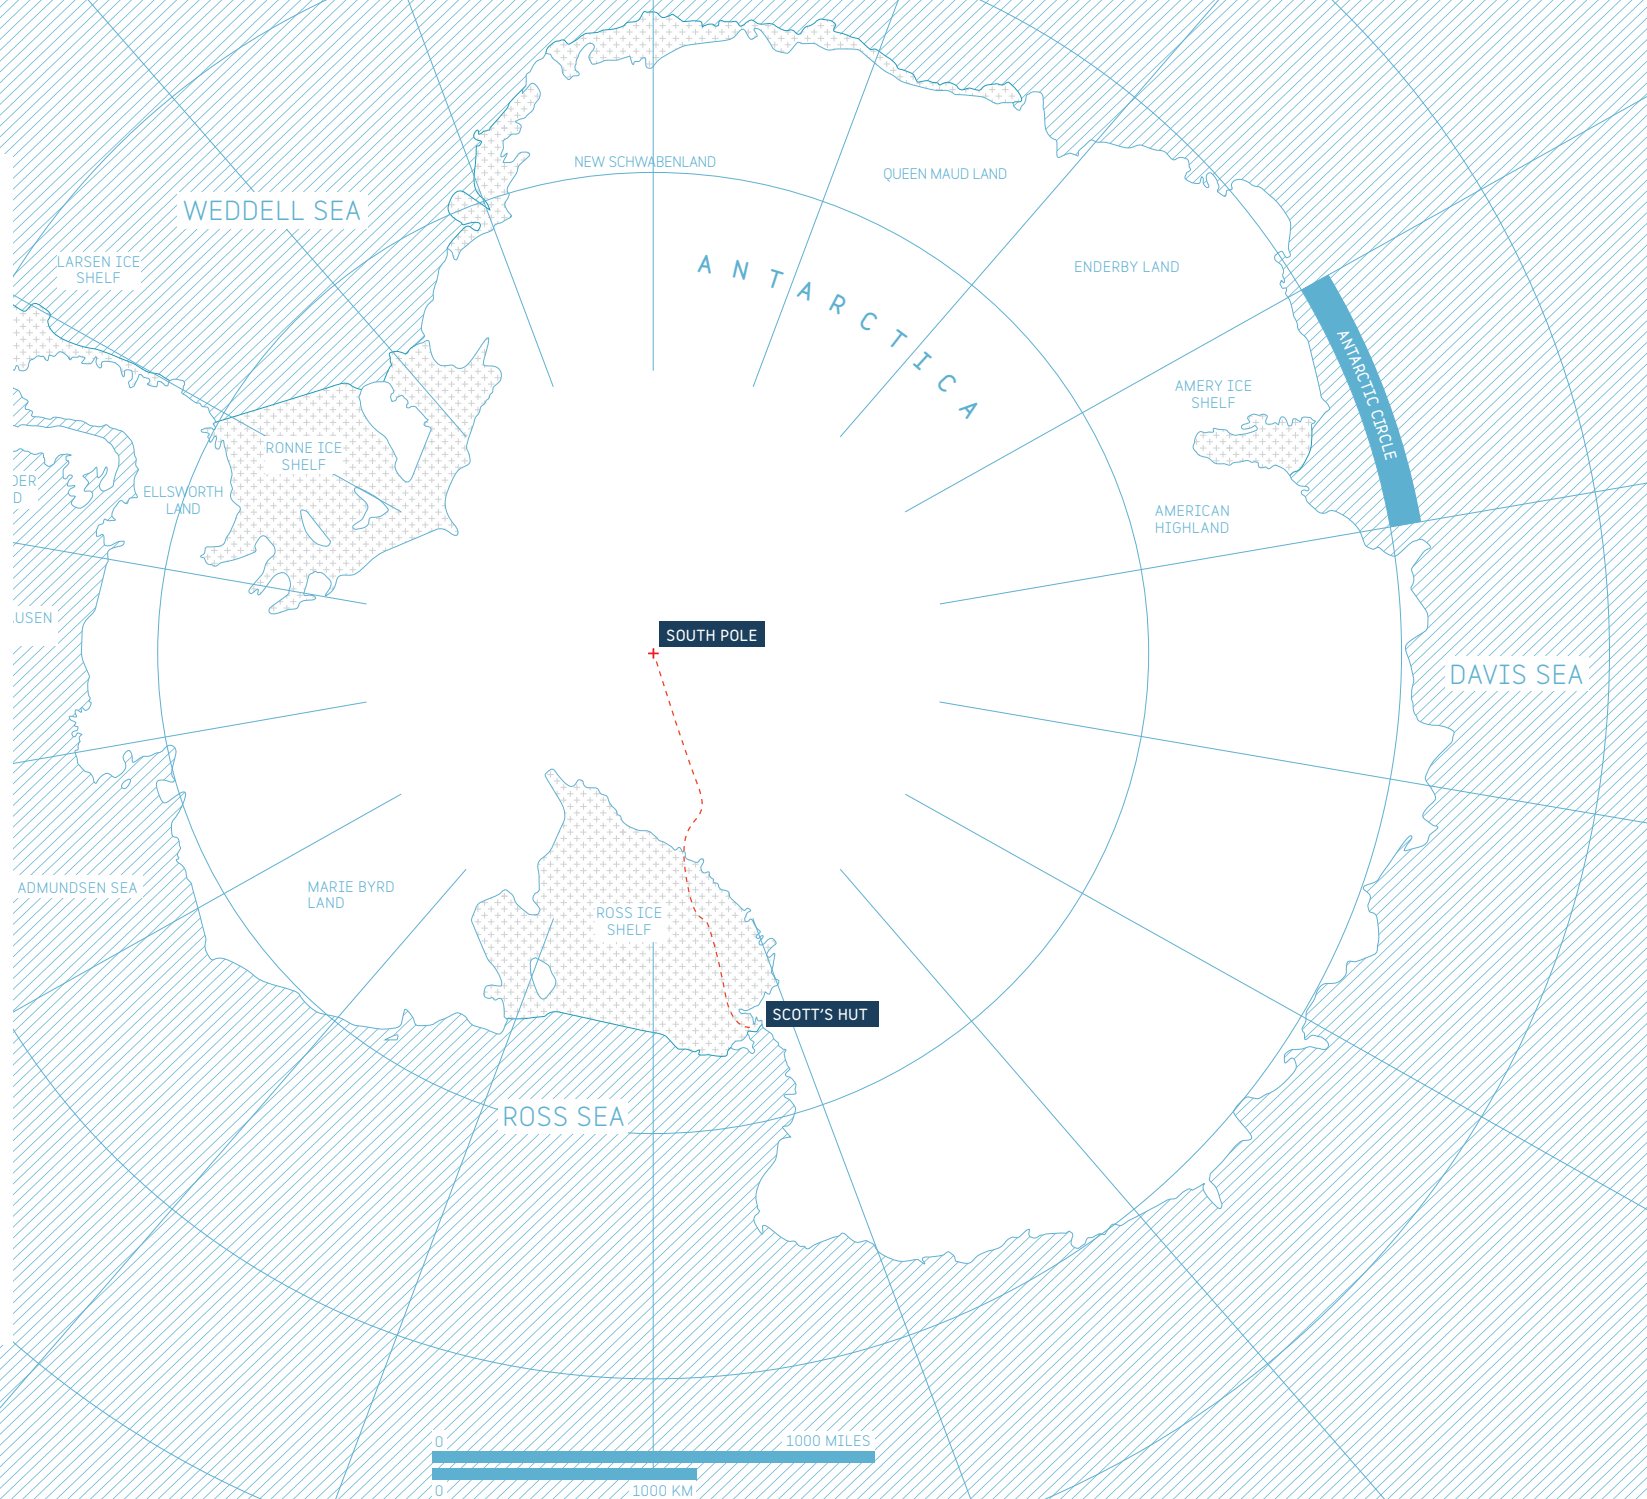 NEW SCHWABENLAND
QUEEN MAUD LAND
WEDDELL SEA
LARSEN ICE
SHELF
ANTARCTICA
ENDERBY LAND
ANTARCTIC CIRCLE
AMERY ICE
SHELF
RONNE ICE
SHELF
ELLSWORTH
LAND
AMERICAN
HIGHLAND
SOUTH POLE
DAVIS SEA
ADMUNDSEN SEA
MARIE BYRD
LAND
ROSS ICE
SHELF
SCOTT'S HUT
ROSS SEA
0
1000 MILES
0
1000 KM